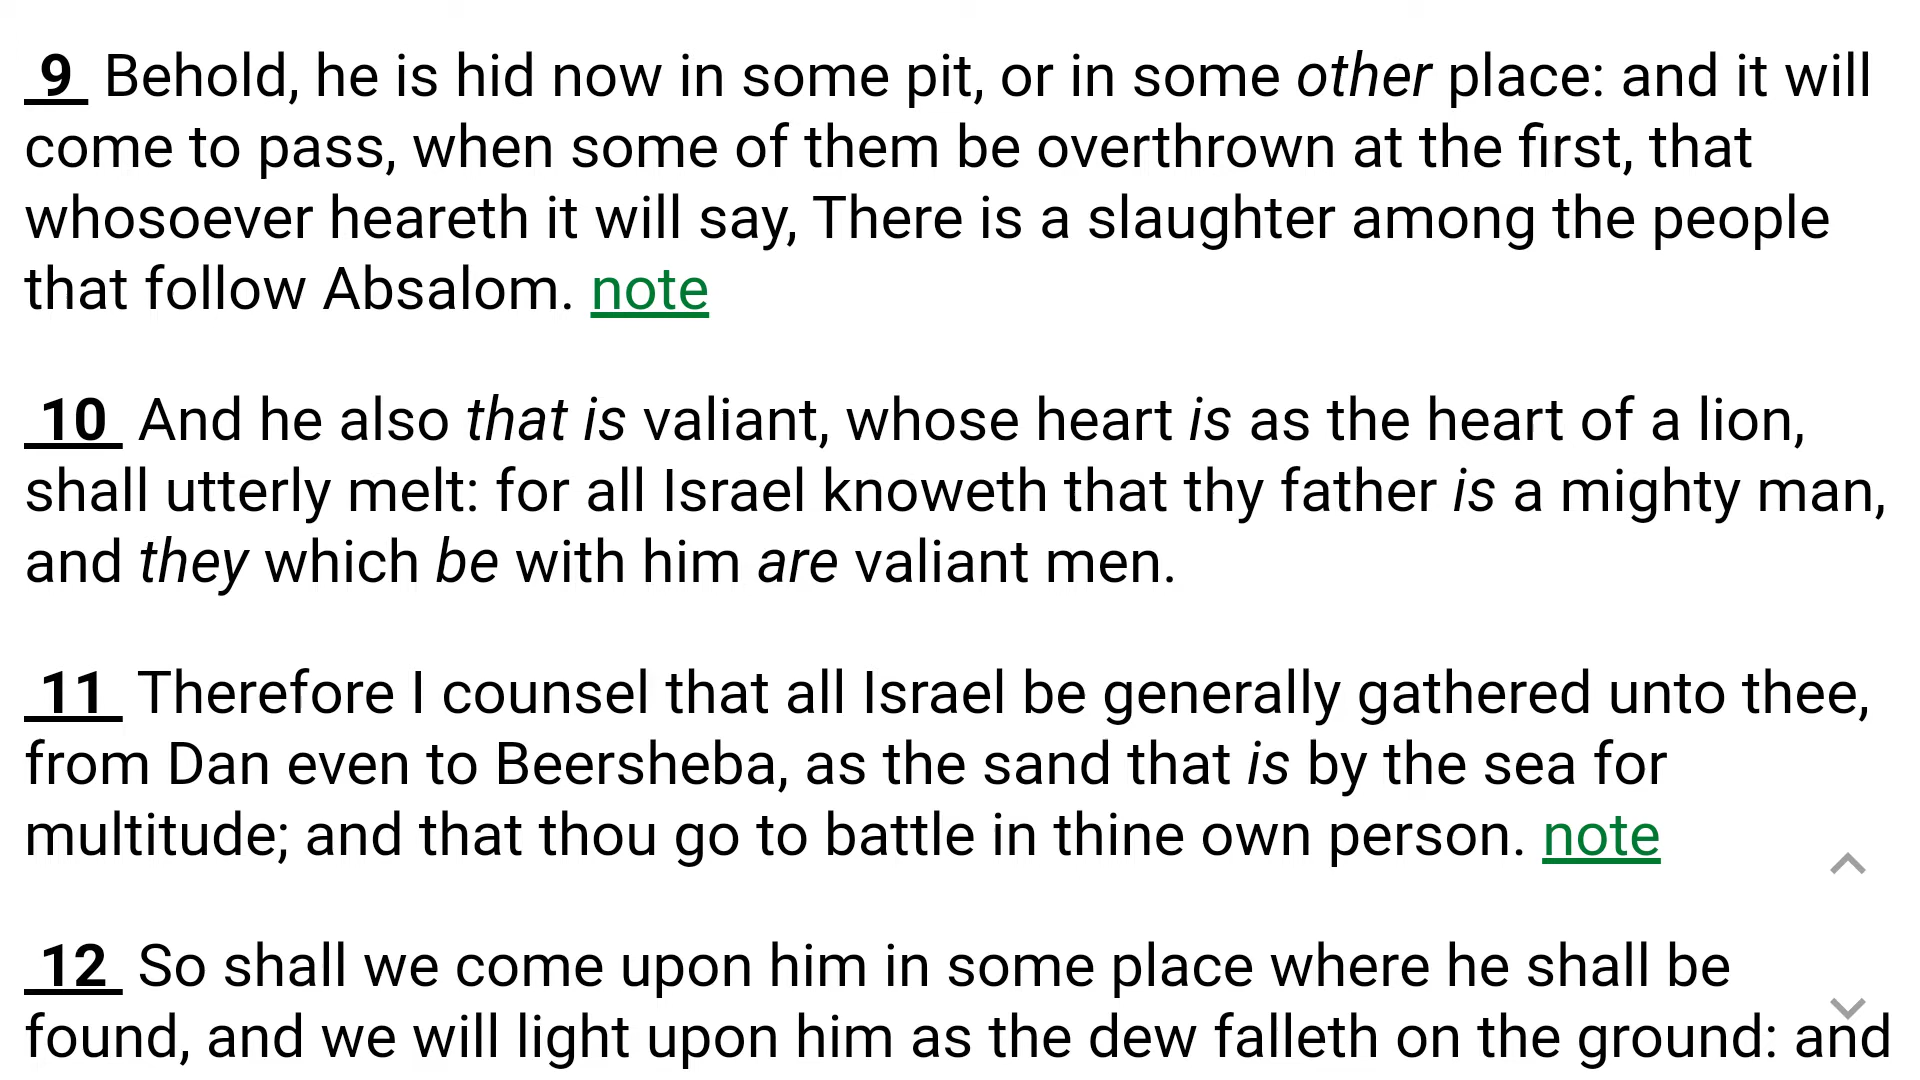 9 Behold, he is hid now in some pit, or in some other place: and it will
come to pass, when some of them be overthrown at the first, that
whosoever heareth it will say, There is a slaughter among the people
that follow Absalom. note
10 And he also that is valiant, whose heart is as the heart of a lion,
shall utterly melt: for all Israel knoweth that thy father is a mighty man,
and they which be with him are valiant men.
11 Therefore I counsel that all Israel be generally gathered unto thee,
from Dan even to Beersheba, as the sand that is by the sea for
multitude; and that thou go to battle in thine own person. note
12 So shall we come upon him in some place where he shall be
found, and we will light upon him as the dew falleth on the ground: and